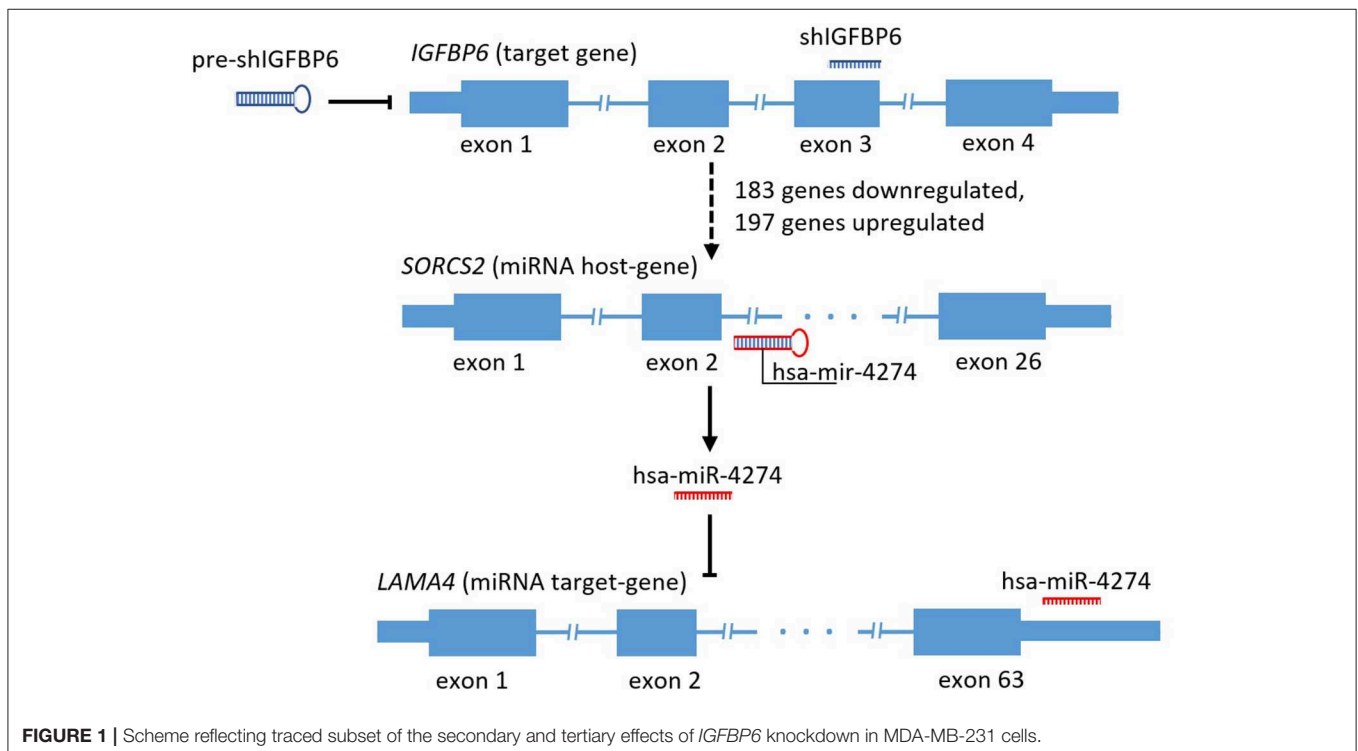 pre-shIGFBP6
IGFBP6 (target gene)
shIGFBP6
exon 1
exon 2
exon 3
exon 4
183 genes downregulated,
197 genes upregulated
SORCS2 (miRNA host-gene)
exon 1
exon 2
hsa-mir-4274
exon 26
hsa-miR-4274
LAMA4 (miRNA target-gene)
hsa-miR-4274
exon 1
exon 2
exon 63
FIGURE 1 | Scheme reflecting traced subset of the secondary and tertiary effects of IGFBP6 knockdown in MDA-MB-231 cells.